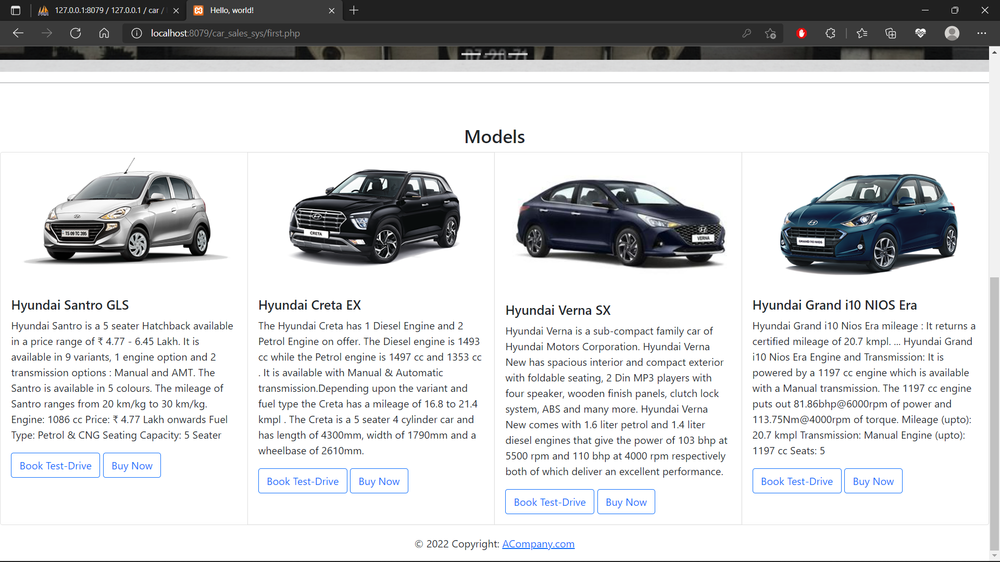 127.0.0.1:8079 / 127.0.0.1 / car /
Hello, world!
localhost:8079/car_sales_sys/first.php
07-20-71
Models
TS 09 TC 395
CRETA
VERNA
GRAND i10 NIOS
Hyundai Santro GLS
Hyundai Santro is a 5 seater Hatchback available
in a price range of ₹ 4.77 - 6.45 Lakh. It is
available in 9 variants, 1 engine option and 2
transmission options : Manual and AMT. The
Santro is available in 5 colours. The mileage of
Santro ranges from 20 km/kg to 30 km/kg.
Engine: 1086 cc Price: ₹ 4.77 Lakh onwards Fuel
Type: Petrol & CNG Seating Capacity: 5 Seater
Book Test-Drive
Buy Now
Hyundai Creta EX
The Hyundai Creta has 1 Diesel Engine and 2
Petrol Engine on offer. The Diesel engine is 1493
cc while the Petrol engine is 1497 cc and 1353 cc
. It is available with Manual & Automatic
transmission.Depending upon the variant and
fuel type the Creta has a mileage of 16.8 to 21.4
kmpl . The Creta is a 5 seater 4 cylinder car and
has length of 4300mm, width of 1790mm and a
wheelbase of 2610mm.
Book Test-Drive
Buy Now
Hyundai Verna SX
Hyundai Verna is a sub-compact family car of
Hyundai Motors Corporation. Hyundai Verna
New has spacious interior and compact exterior
with foldable seating, 2 Din MP3 players with
four speaker, wooden finish panels, clutch lock
system, ABS and many more. Hyundai Verna
New comes with 1.6 liter petrol and 1.4 liter
diesel engines that give the power of 103 bhp at
5500 rpm and 110 bhp at 4000 rpm respectively
both of which deliver an excellent performance.
Book Test-Drive
Buy Now
Hyundai Grand i10 NIOS Era
Hyundai Grand i10 Nios Era mileage : It returns a
certified mileage of 20.7 kmpl. ... Hyundai Grand
i10 Nios Era Engine and Transmission: It is
powered by a 1197 cc engine which is available
with a Manual transmission. The 1197 cc engine
puts out 81.86bhp@6000rpm of power and
113.75Nm@4000rpm of torque. Mileage (upto):
20.7 kmpl Transmission: Manual Engine (upto):
1197 cc Seats: 5
Book Test-Drive
Buy Now
© 2022 Copyright: ACompany.com